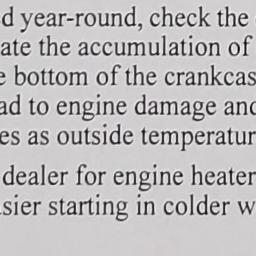 d year-round, check the
ate the accumulation of
e bottom of the crankcas
ad to engine damage and
es as outside temperatur
dealer for engine heater
sier starting in colder w